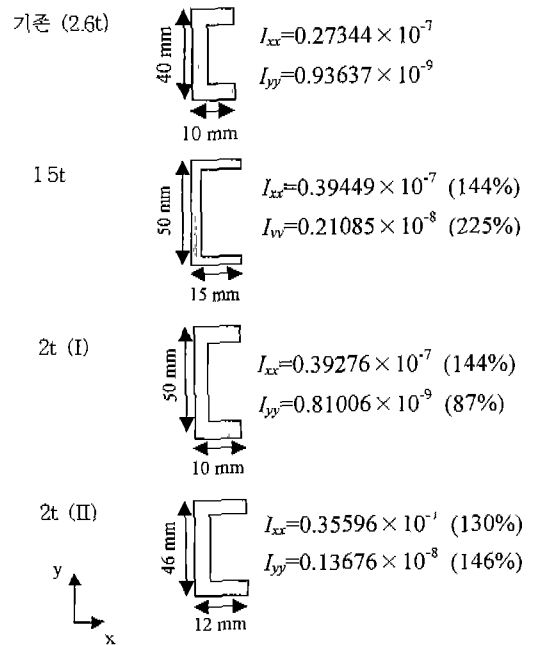 기존 (2.6t)
40 mm
10 mm
Ixx=0.27344×10⁻⁷
Iyy=0.93637×10⁻⁹
1 5t
50 mm
15 mm
Ixx=0.39449×10⁻⁷ (144%)
Iyy=0.21085×10⁻⁸ (225%)
2t (I)
50 mm
10 mm
Ixx=0.39276×10⁻⁷ (144%)
Iyy=0.81006×10⁻⁹ (87%)
2t (II)
46 mm
12 mm
Ixx=0.35596×10⁻⁷ (130%)
Iyy=0.13676×10⁻⁸ (146%)
y
x